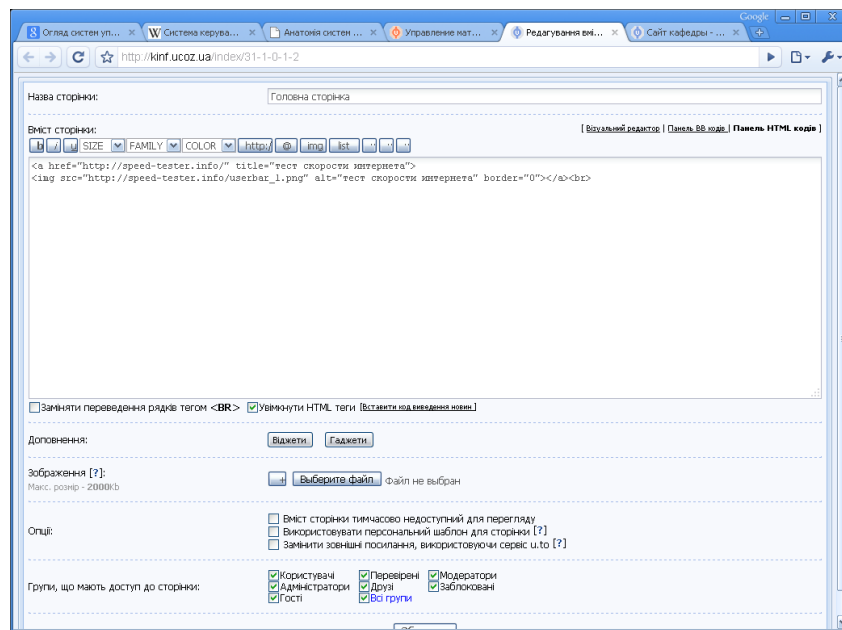 Google
Огляд систем уп... Система керува... Анатомія систем ... Управление мат... Редагування вмі... Сайт кафедры - ...
http://kinf.ucoz.ua/index/31-1-0-1-2
Назва сторінки: Головна сторінка
Вміст сторінки: [ Візуальний редактор | Панель BB кодів | Панель HTML кодів ]
b i u SIZE FAMILY COLOR http:// @ img list
<a href="http://speed-tester.info/" title="тест скорости интернета">
<img src="http://speed-tester.info/userbar_1.png" alt="тест скорости интернета" border="0"></a><br>
Заміняти переведення рядків тегом <BR> Увімкнути HTML теги [Вставити код виведення новин ]
Доповнення: Віджети Гаджети
Зображення [?]: + Выберите файл Файл не выбран
Макс. розмір - 2000Kb
Вміст сторінки тимчасово недоступний для перегляду
Опції: Використовувати персональний шаблон для сторінки [?]
Замінити зовнішні посилання, використовуючи сервіс u.to [?]
Користувачі Перевірені Модератори
Групи, що мають доступ до сторінки: Адміністратори Друзі Заблоковані
Гості Всі групи